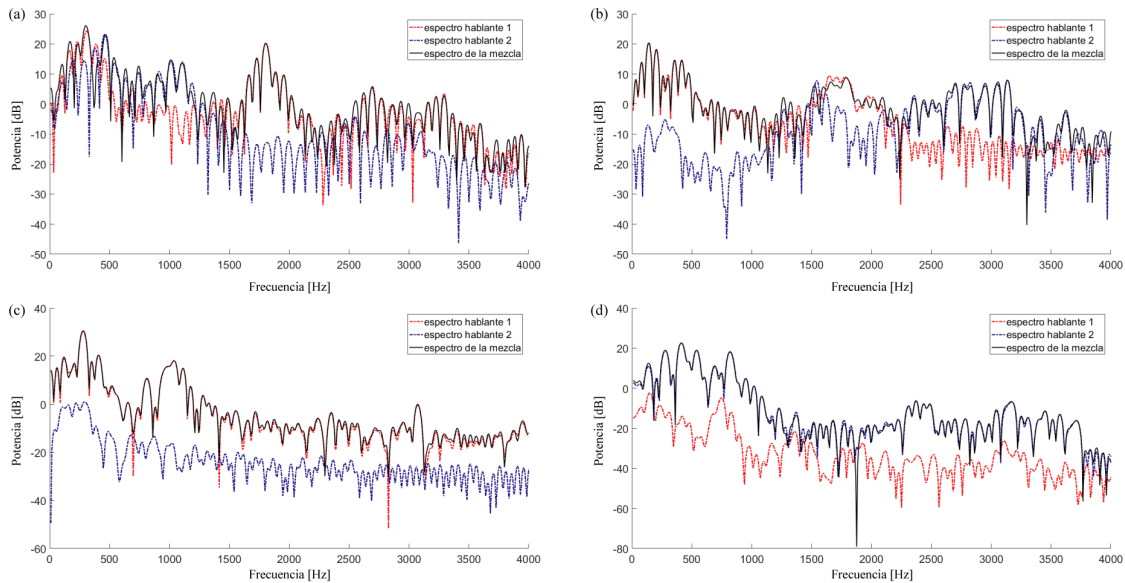 (a)
30
20
10
0
-10
-20
-30
-40
-50
Potencia [dB]
0 500 1000 1500 2000 2500 3000 3500 4000
Frecuencia [Hz]
espectro hablante 1
espectro hablante 2
espectro de la mezcla
(b)
30
20
10
0
-10
-20
-30
-40
-50
Potencia [dB]
0 500 1000 1500 2000 2500 3000 3500 4000
Frecuencia [Hz]
espectro hablante 1
espectro hablante 2
espectro de la mezcla
(c)
40
20
0
-20
-40
-60
Potencia [dB]
0 500 1000 1500 2000 2500 3000 3500 4000
Frecuencia [Hz]
espectro hablante 1
espectro hablante 2
espectro de la mezcla
(d)
40
20
0
-20
-40
-60
-80
Potencia [dB]
0 500 1000 1500 2000 2500 3000 3500 4000
Frecuencia [Hz]
espectro hablante 1
espectro hablante 2
espectro de la mezcla